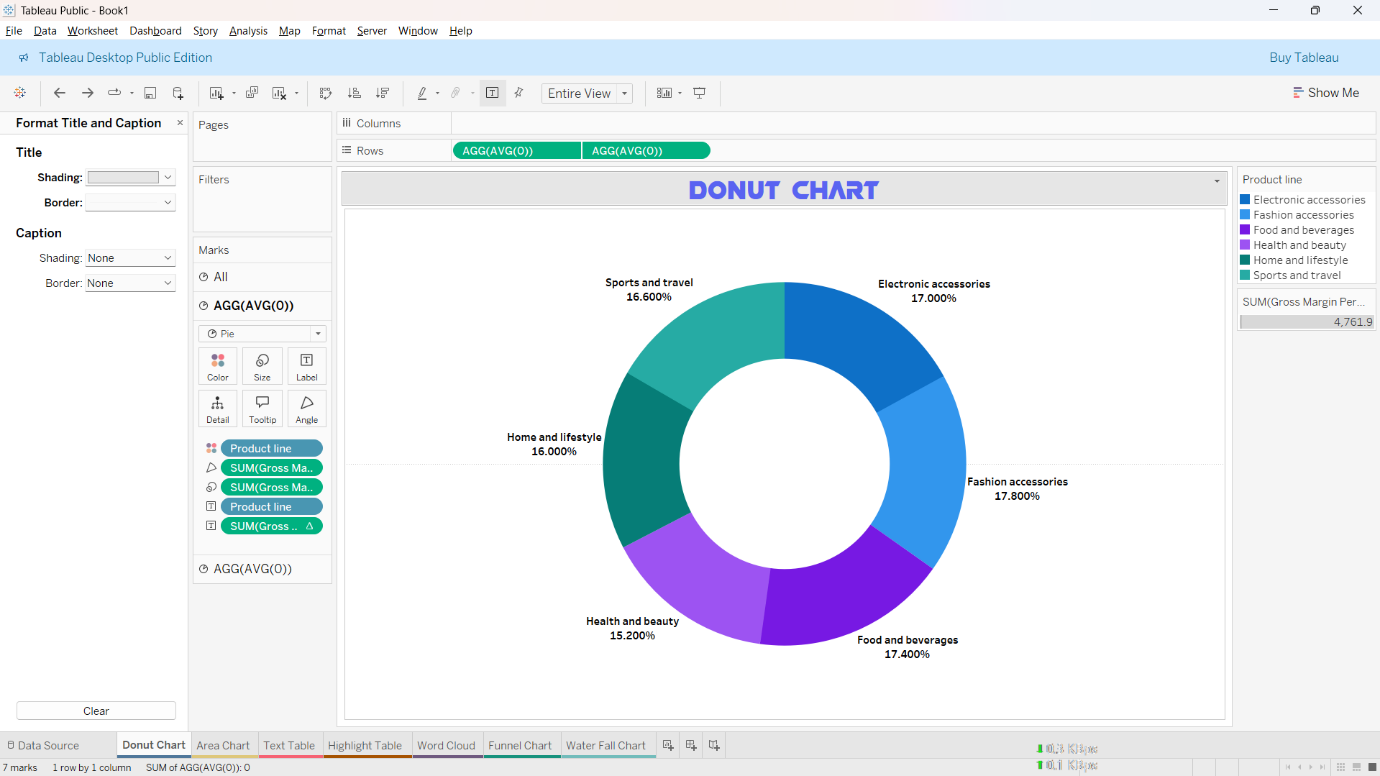 Tableau Public - Book1
File Data Worksheet Dashboard Story Analysis Map Format Server Window Help
Tableau Desktop Public Edition
Buy Tableau
Entire View
Show Me
Format Title and Caption
Title
Shading:
Border:
Caption
Shading: None
Border: None
Clear
Pages
Filters
Marks
All
AGG(AVG(0))
Pie
Color Size Label
Detail Tooltip Angle
Product line
SUM(Gross Ma..
SUM(Gross Ma..
Product line
SUM(Gross ..
AGG(AVG(0))
Columns
Rows AGG(AVG(0)) AGG(AVG(0))
DONUT CHART
Sports and travel
16.600%
Electronic accessories
17.000%
Home and lifestyle
16.000%
Fashion accessories
17.800%
Health and beauty
15.200%
Food and beverages
17.400%
Product line
Electronic accessories
Fashion accessories
Food and beverages
Health and beauty
Home and lifestyle
Sports and travel
SUM(Gross Margin Per...
4,761.9
Data Source Donut Chart Area Chart Text Table Highlight Table Word Cloud Funnel Chart Water Fall Chart
7 marks 1 row by 1 column SUM of AGG(AVG(0)): 0